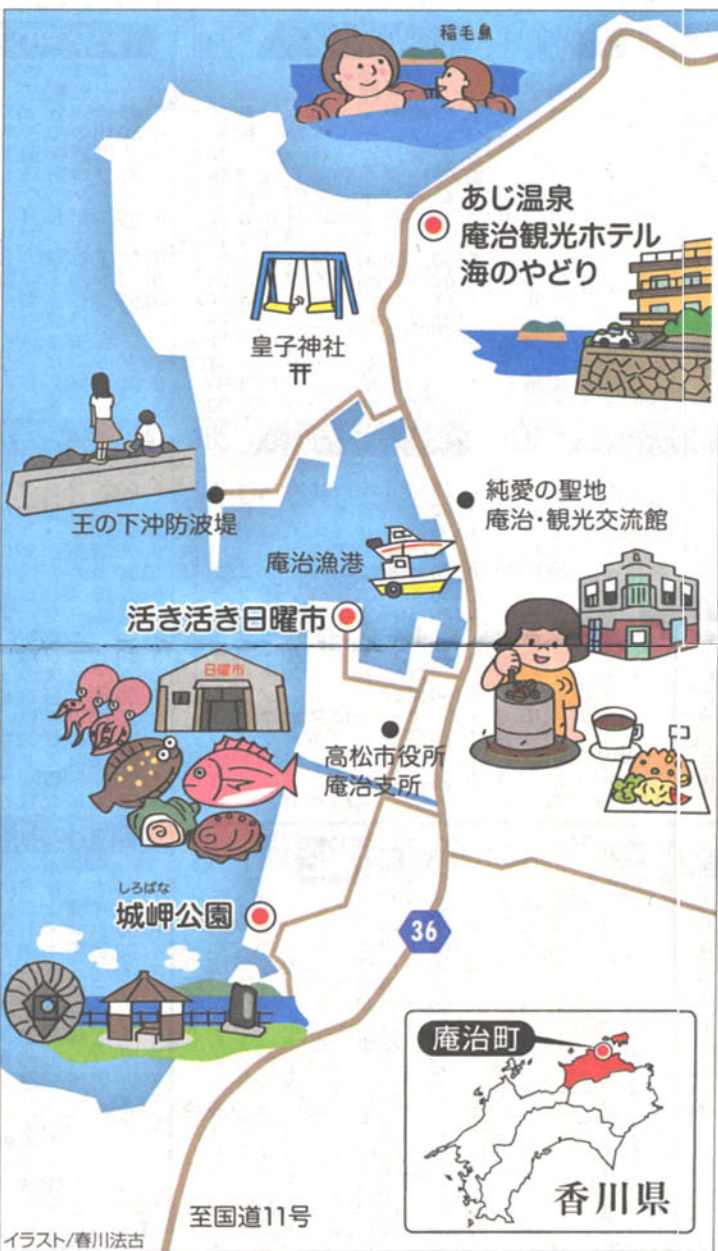 稲毛島
あじ温泉
庵治観光ホテル
海のやどり
皇子神社
王の下沖防波堤
純愛の聖地
庵治・観光交流館
庵治漁港
活き活き日曜市
日曜市
高松市役所
庵治支所
しろばな
城岬公園
36
庵治町
香川県
至国道11号
イラスト/春川法古